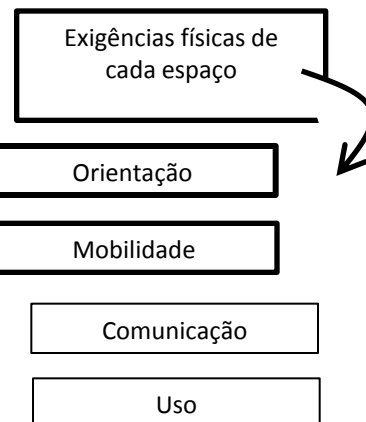 Exigências físicas de
cada espaço
Orientação
Mobilidade
Comunicação
Uso